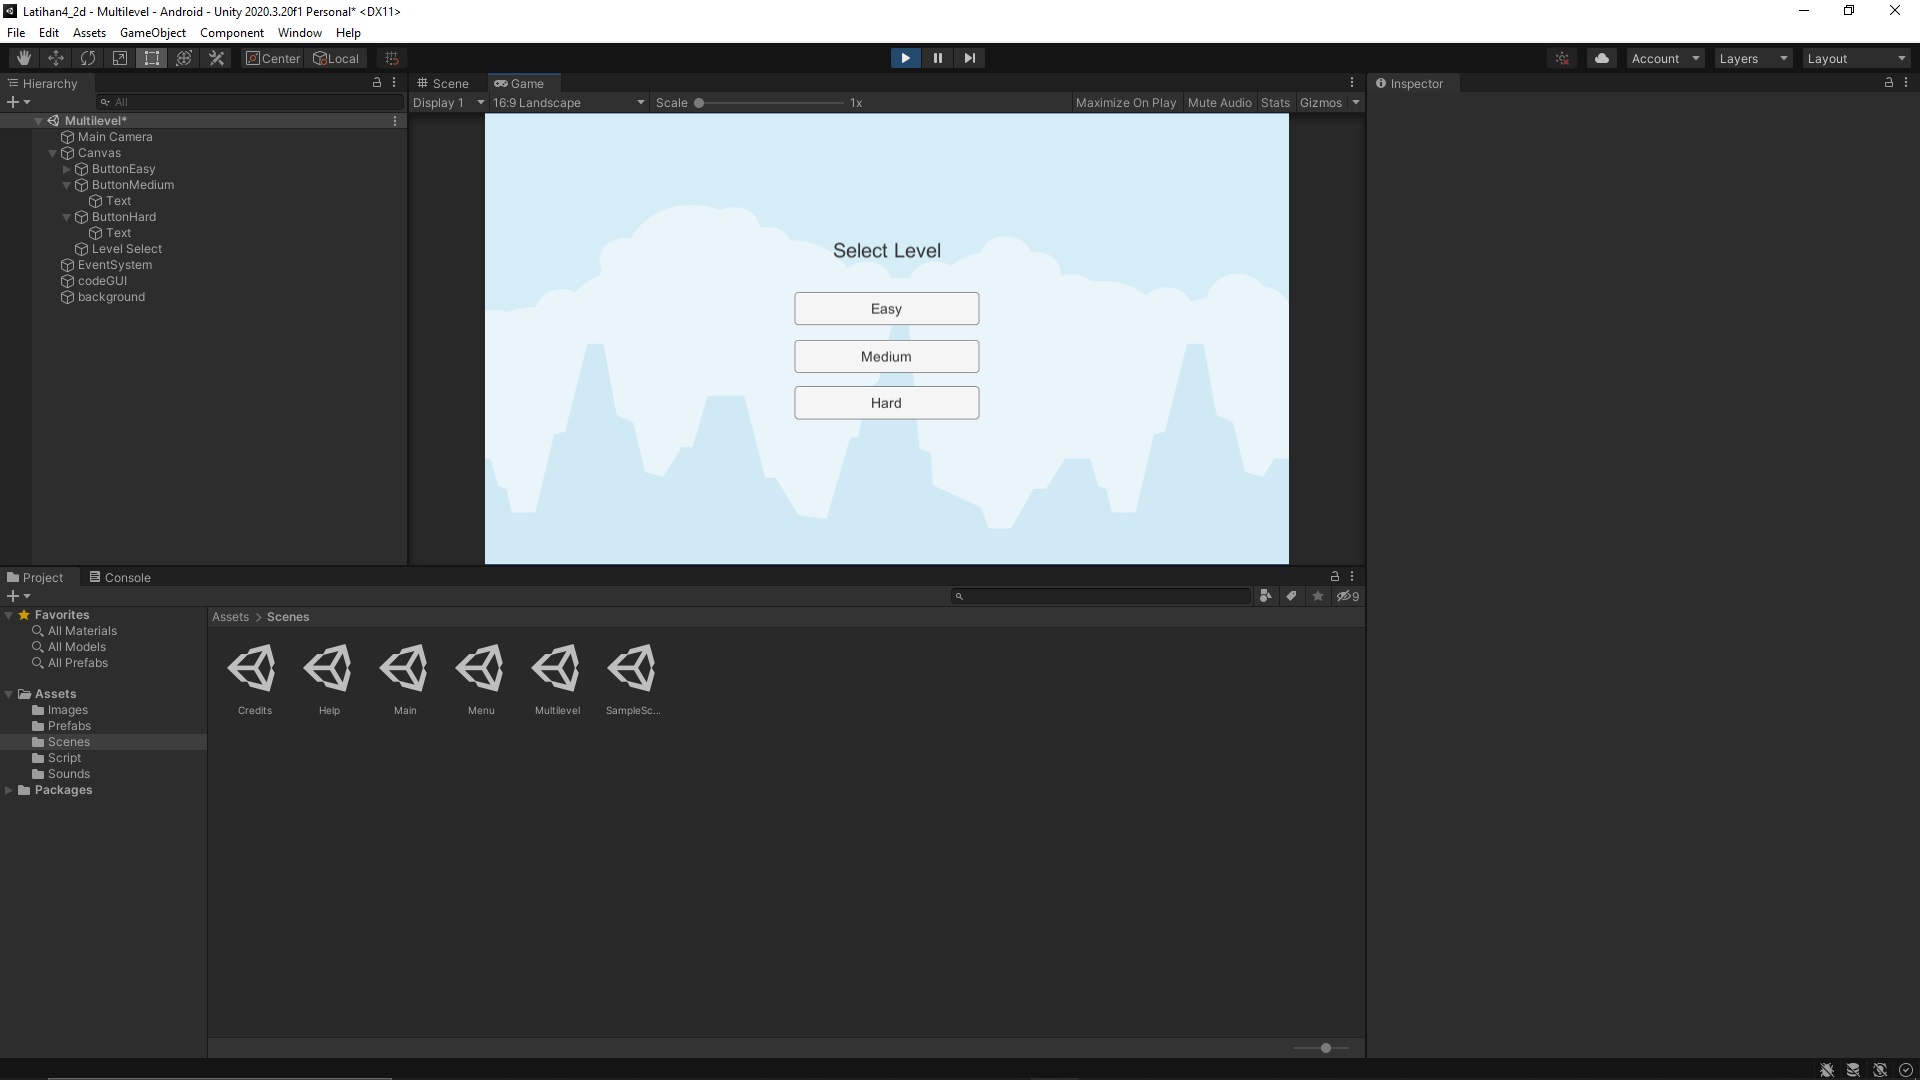 Latihan4_2d - Multilevel - Android - Unity 2020.3.20f1 Personal* <DX11>
File Edit Assets GameObject Component Window Help
Center Local
Account Layers Layout
Hierarchy
All
Multilevel*
Main Camera
Canvas
ButtonEasy
ButtonMedium
Text
ButtonHard
Text
Level Select
EventSystem
codeGUI
background
Scene Game
Display 1 16:9 Landscape Scale 1x Maximize On Play Mute Audio Stats Gizmos
Select Level
Easy
Medium
Hard
Inspector
Project Console
9
Favorites
All Materials
All Models
All Prefabs
Assets
Images
Prefabs
Scenes
Script
Sounds
Packages
Assets > Scenes
Credits Help Main Menu Multilevel SampleSc...